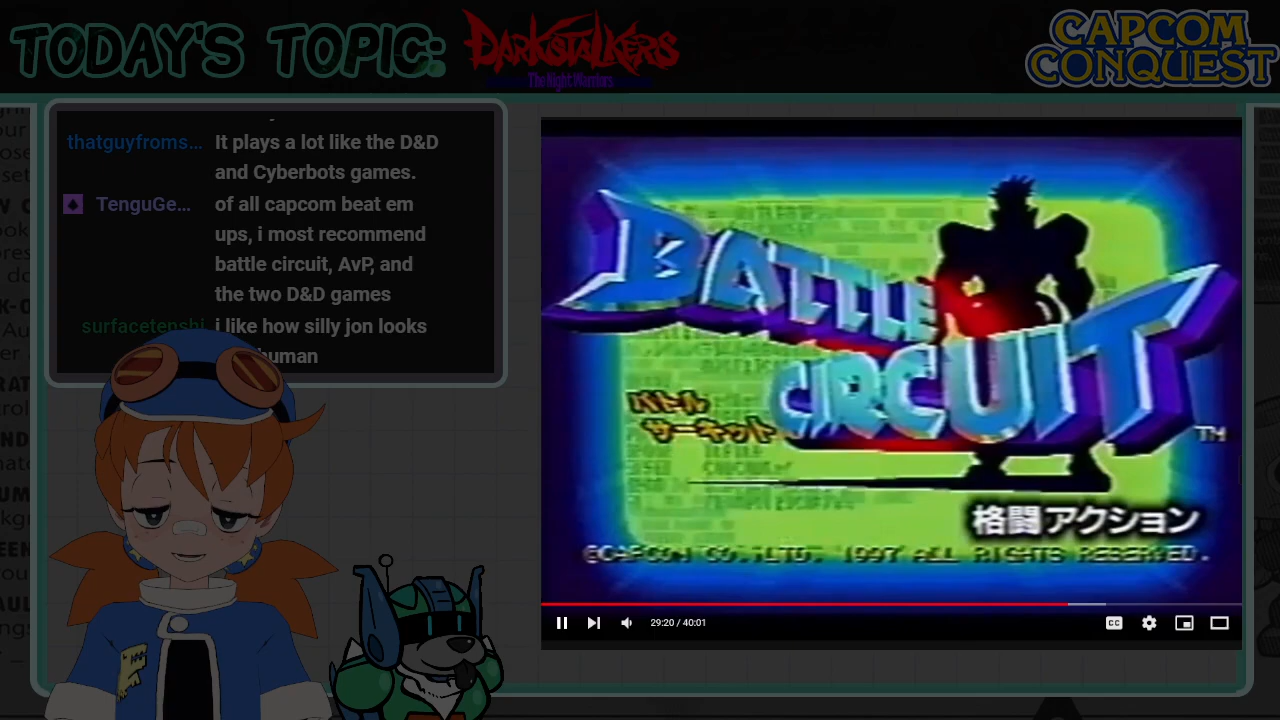 TODAY'S TOPIC:
DARKSTALKERS
The Night Warriors
CAPCOM
CONQUEST
thatguyfroms... It plays a lot like the D&D
and Cyberbots games.
TenguGe... of all capcom beat em
ups, i most recommend
battle circuit, AvP, and
the two D&D games
surfacetenshi i like how silly jon looks
human
BATTLE
CIRCUIT
TM
バトル
サーキット
格闘アクション
©CAPCOM CO.,LTD. 1997 ALL RIGHTS RESERVED.
29:20 / 40:01
CC